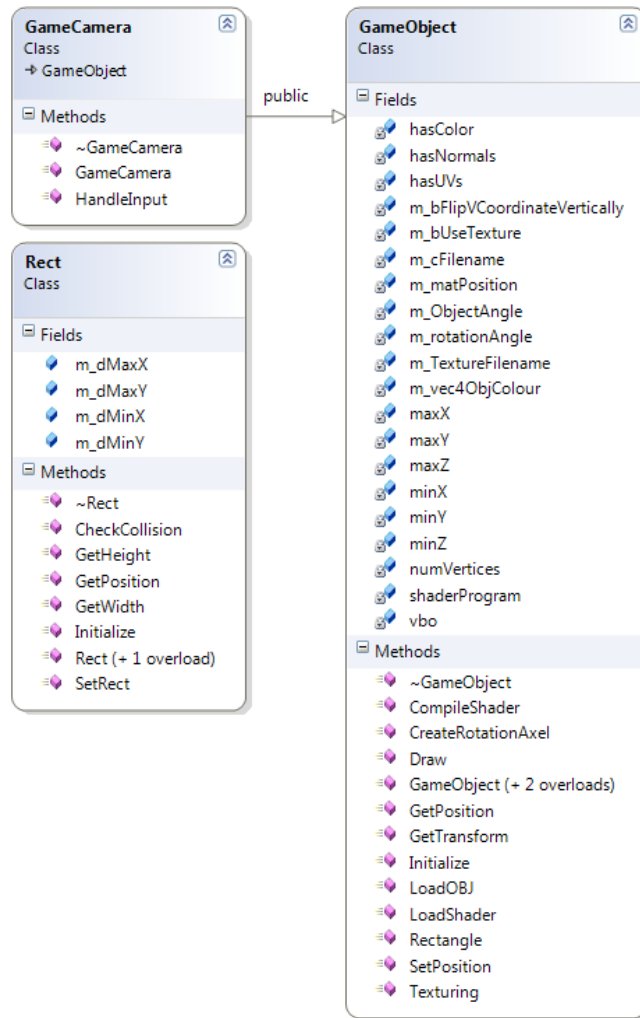 GameCamera
Class
GameObject
Methods
~GameCamera
GameCamera
HandleInput
public
Rect
Class
Fields
m_dMaxX
m_dMaxY
m_dMinX
m_dMinY
Methods
~Rect
CheckCollision
GetHeight
GetPosition
GetWidth
Initialize
Rect (+ 1 overload)
SetRect
GameObject
Class
Fields
hasColor
hasNormals
hasUVs
m_bFlipVCoordinateVertically
m_bUseTexture
m_cFilename
m_matPosition
m_ObjectAngle
m_rotationAngle
m_TextureFilename
m_vec4ObjColour
maxX
maxY
maxZ
minX
minY
minZ
numVertices
shaderProgram
vbo
Methods
~GameObject
CompileShader
CreateRotationAxel
Draw
GameObject (+ 2 overloads)
GetPosition
GetTransform
Initialize
LoadOBJ
LoadShader
Rectangle
SetPosition
Texturing